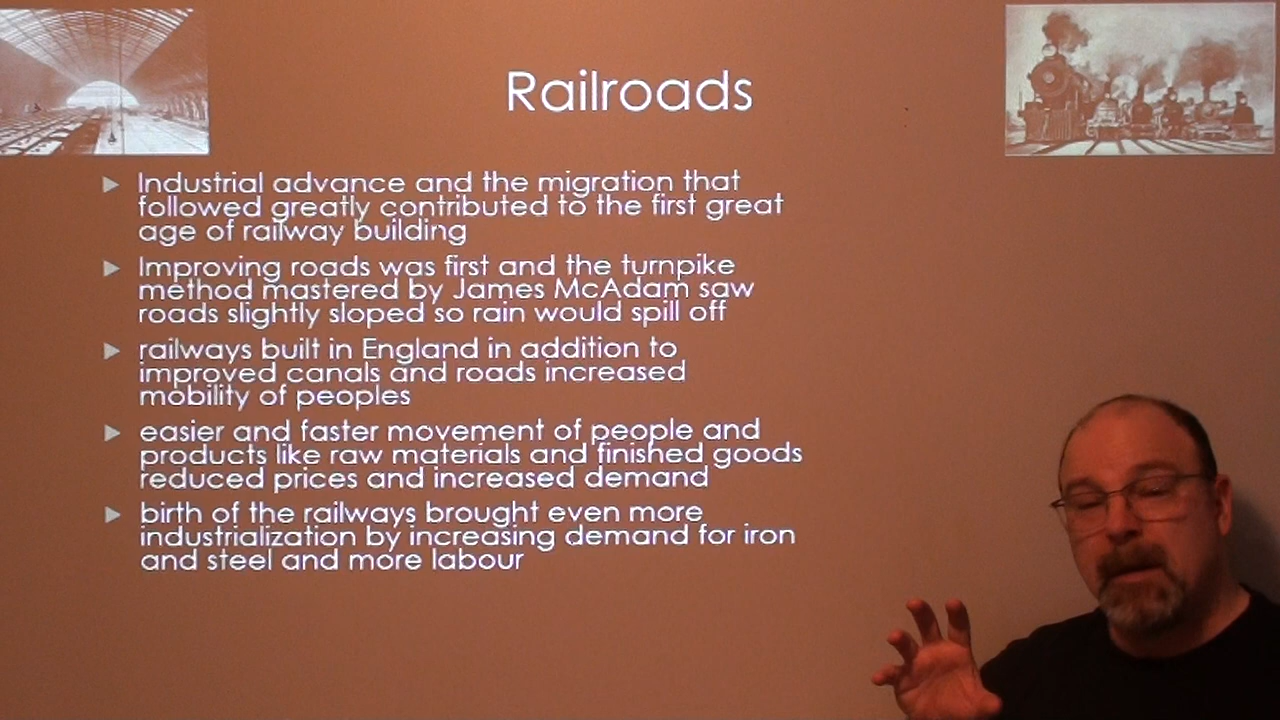 Railroads
Industrial advance and the migration that
followed greatly contributed to the first great
age of railway building
Improving roads was first and the turnpike
method mastered by James McAdam saw
roads slightly sloped so rain would spill off
railways built in England in addition to
improved canals and roads increased
mobility of peoples
easier and faster movement of people and
products like raw materials and finished goods
reduced prices and increased demand
birth of the railways brought even more
industrialization by increasing demand for iron
and steel and more labour